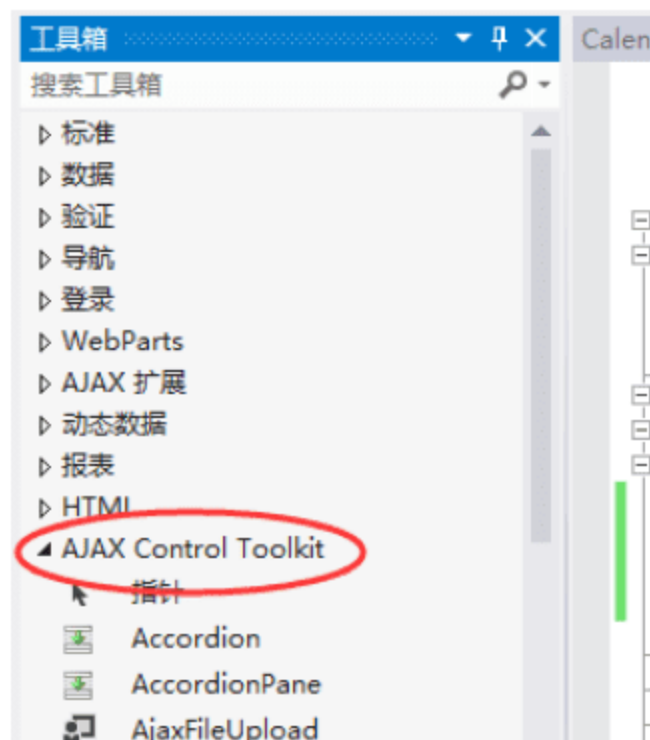 工具箱
Calen
搜索工具箱
标准
数据
验证
导航
登录
WebParts
AJAX 扩展
动态数据
报表
HTML
AJAX Control Toolkit
指针
Accordion
AccordionPane
AjaxFileUpload